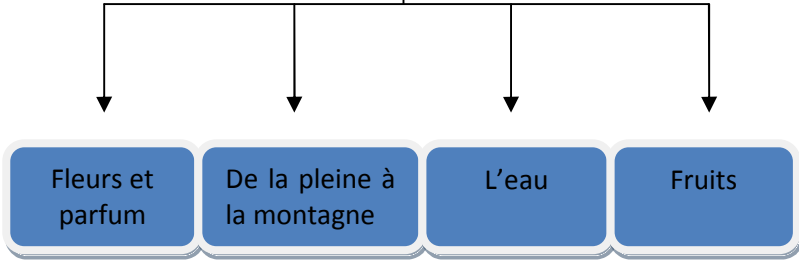 Fleurs et
parfum
De la pleine à
la montagne
L’eau
Fruits